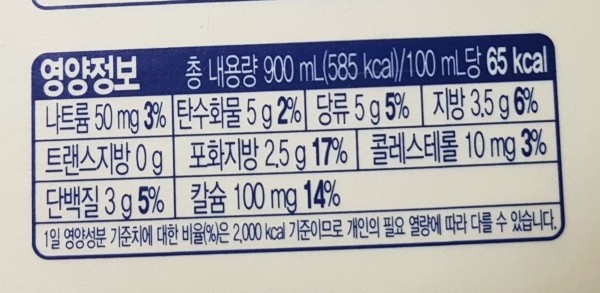 영양정보 총 내용량 900 mL(585 kcal)/100 mL당 65 kcal
나트륨 50 mg 3% 탄수화물 5 g 2% 당류 5 g 5% 지방 3.5 g 6%
트랜스지방 0 g 포화지방 2.5 g 17% 콜레스테롤 10 mg 3%
단백질 3 g 5% 칼슘 100 mg 14%
1일 영양성분 기준치에 대한 비율(%)은 2,000 kcal 기준이므로 개인의 필요 열량에 따라 다를 수 있습니다.